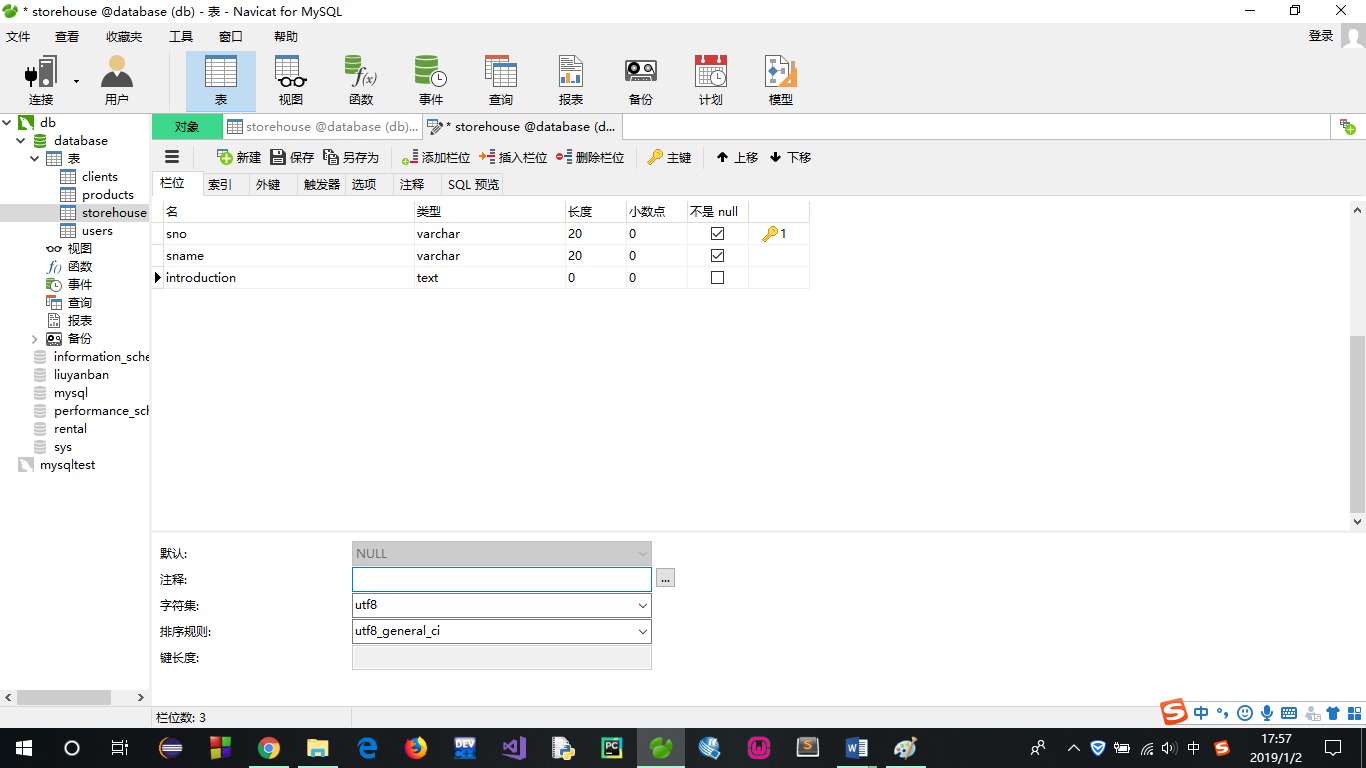 * storehouse @database (db) - 表 - Navicat for MySQL
文件 查看 收藏夹 工具 窗口 帮助 登录
连接 用户 表 视图 函数 事件 查询 报表 备份 计划 模型
db
database
表
clients
products
storehouse
users
视图
函数
事件
查询
报表
备份
information_sche
liuyanban
mysql
performance_sch
rental
sys
mysqltest
对象 storehouse @database (db)... * storehouse @database (d...
新建 保存 另存为 添加栏位 插入栏位 删除栏位 主键 上移 下移
栏位 索引 外键 触发器 选项 注释 SQL 预览
名 类型 长度 小数点 不是 null
sno varchar 20 0 1
sname varchar 20 0
introduction text 0 0
默认: NULL
注释: ...
字符集: utf8
排序规则: utf8_general_ci
键长度:
栏位数: 3
中
中
17:57
2019/1/2